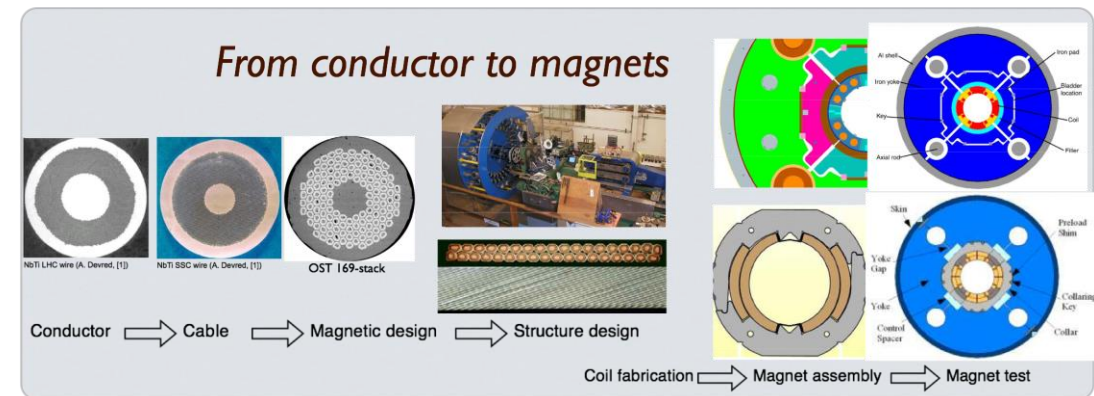 From conductor to magnets
NbTi LHC wire (A. Devred, [1])
NbTi SSC wire (A. Devred, [1])
OST 169-stack
Conductor
Cable
Magnetic design
Structure design
Al shell
Iron yoke
Key
Axial rod
Iron pad
Bladder
location
Coil
Filler
Skin
Yoke
Gap
Yoke
Control
Spacer
Preload
Shim
Collaring
Key
Collar
Coil fabrication
Magnet assembly
Magnet test